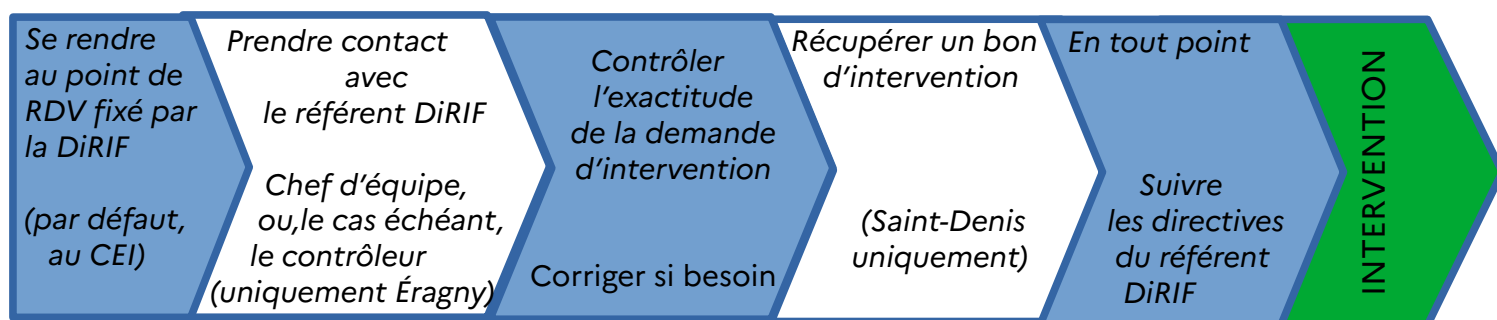 Se rendre
au point de
RDV fixé par
la DiRIF
(par défaut,
au CEI)
Prendre contact
avec
le référent DiRIF
Chef d’équipe,
ou,le cas échéant,
le contrôleur
(uniquement Éragny)
Contrôler
l’exactitude
de la demande
d’intervention
Corriger si besoin
Récupérer un bon
d’intervention
(Saint-Denis
uniquement)
En tout point
Suivre
les directives
du référent
DiRIF
INTERVENTION